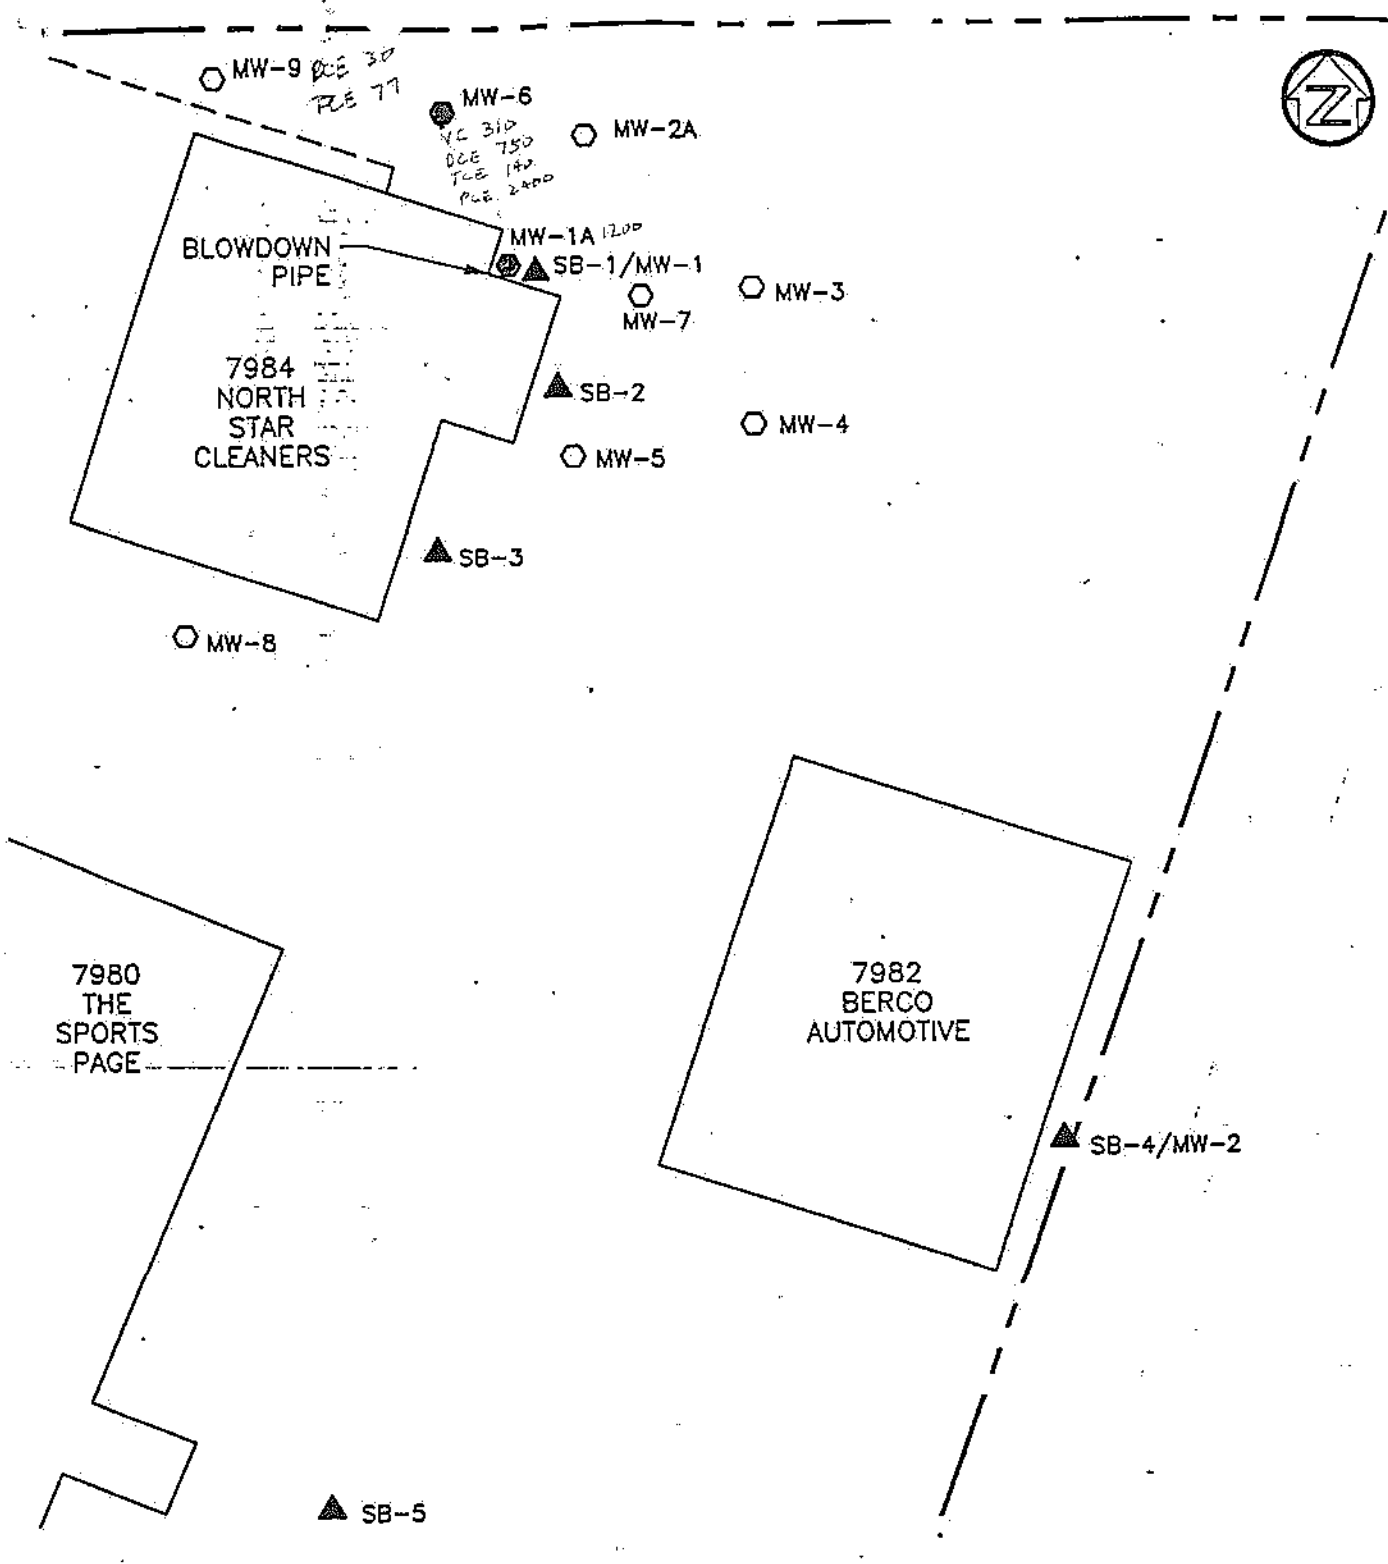 MW-9 DCE 30
PCE 77
MW-6
VC 310
DCE 750
TCE 140
PCE 2400
MW-2A
N
MW-1A 1200
BLOWDOWN
PIPE
SB-1/MW-1
MW-3
MW-7
7984
NORTH
STAR
CLEANERS
SB-2
MW-4
MW-5
SB-3
MW-8
7980
THE
SPORTS
PAGE
7982
BERCO
AUTOMOTIVE
SB-4/MW-2
SB-5